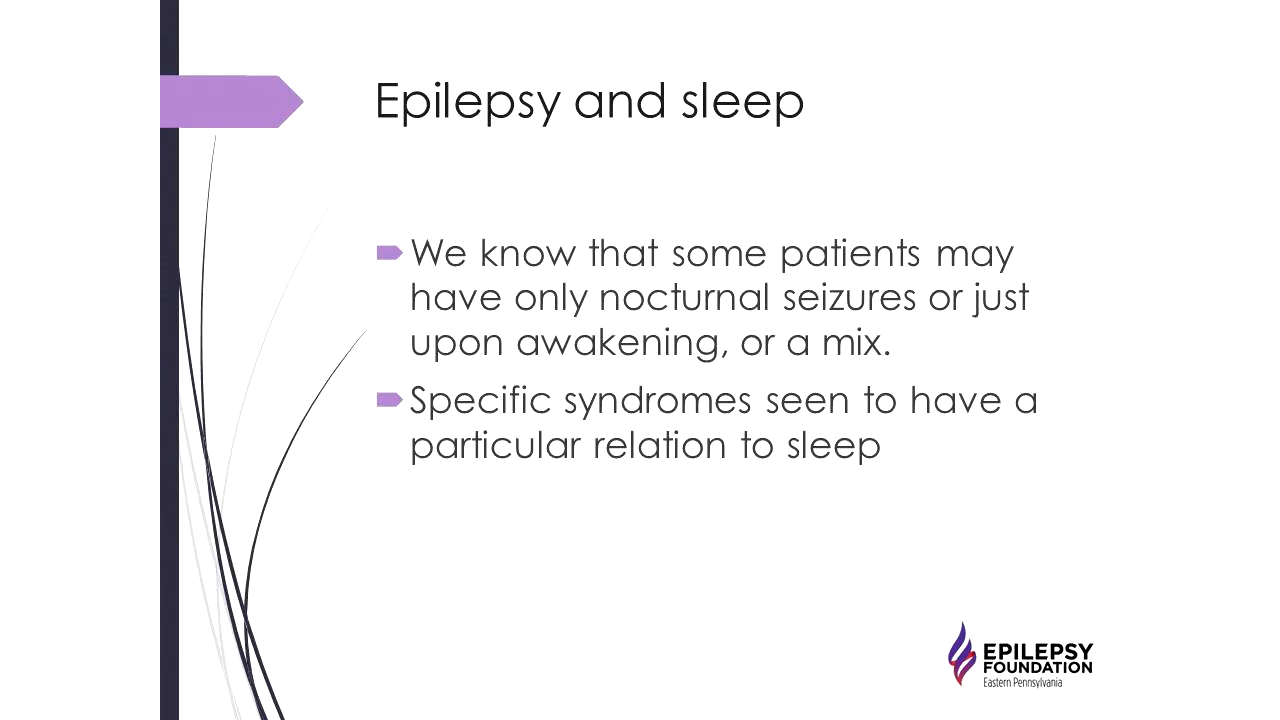 Epilepsy and sleep
We know that some patients may
have only nocturnal seizures or just
upon awakening, or a mix.
Specific syndromes seen to have a
particular relation to sleep
EPILEPSY
FOUNDATION
Eastern Pennsylvania